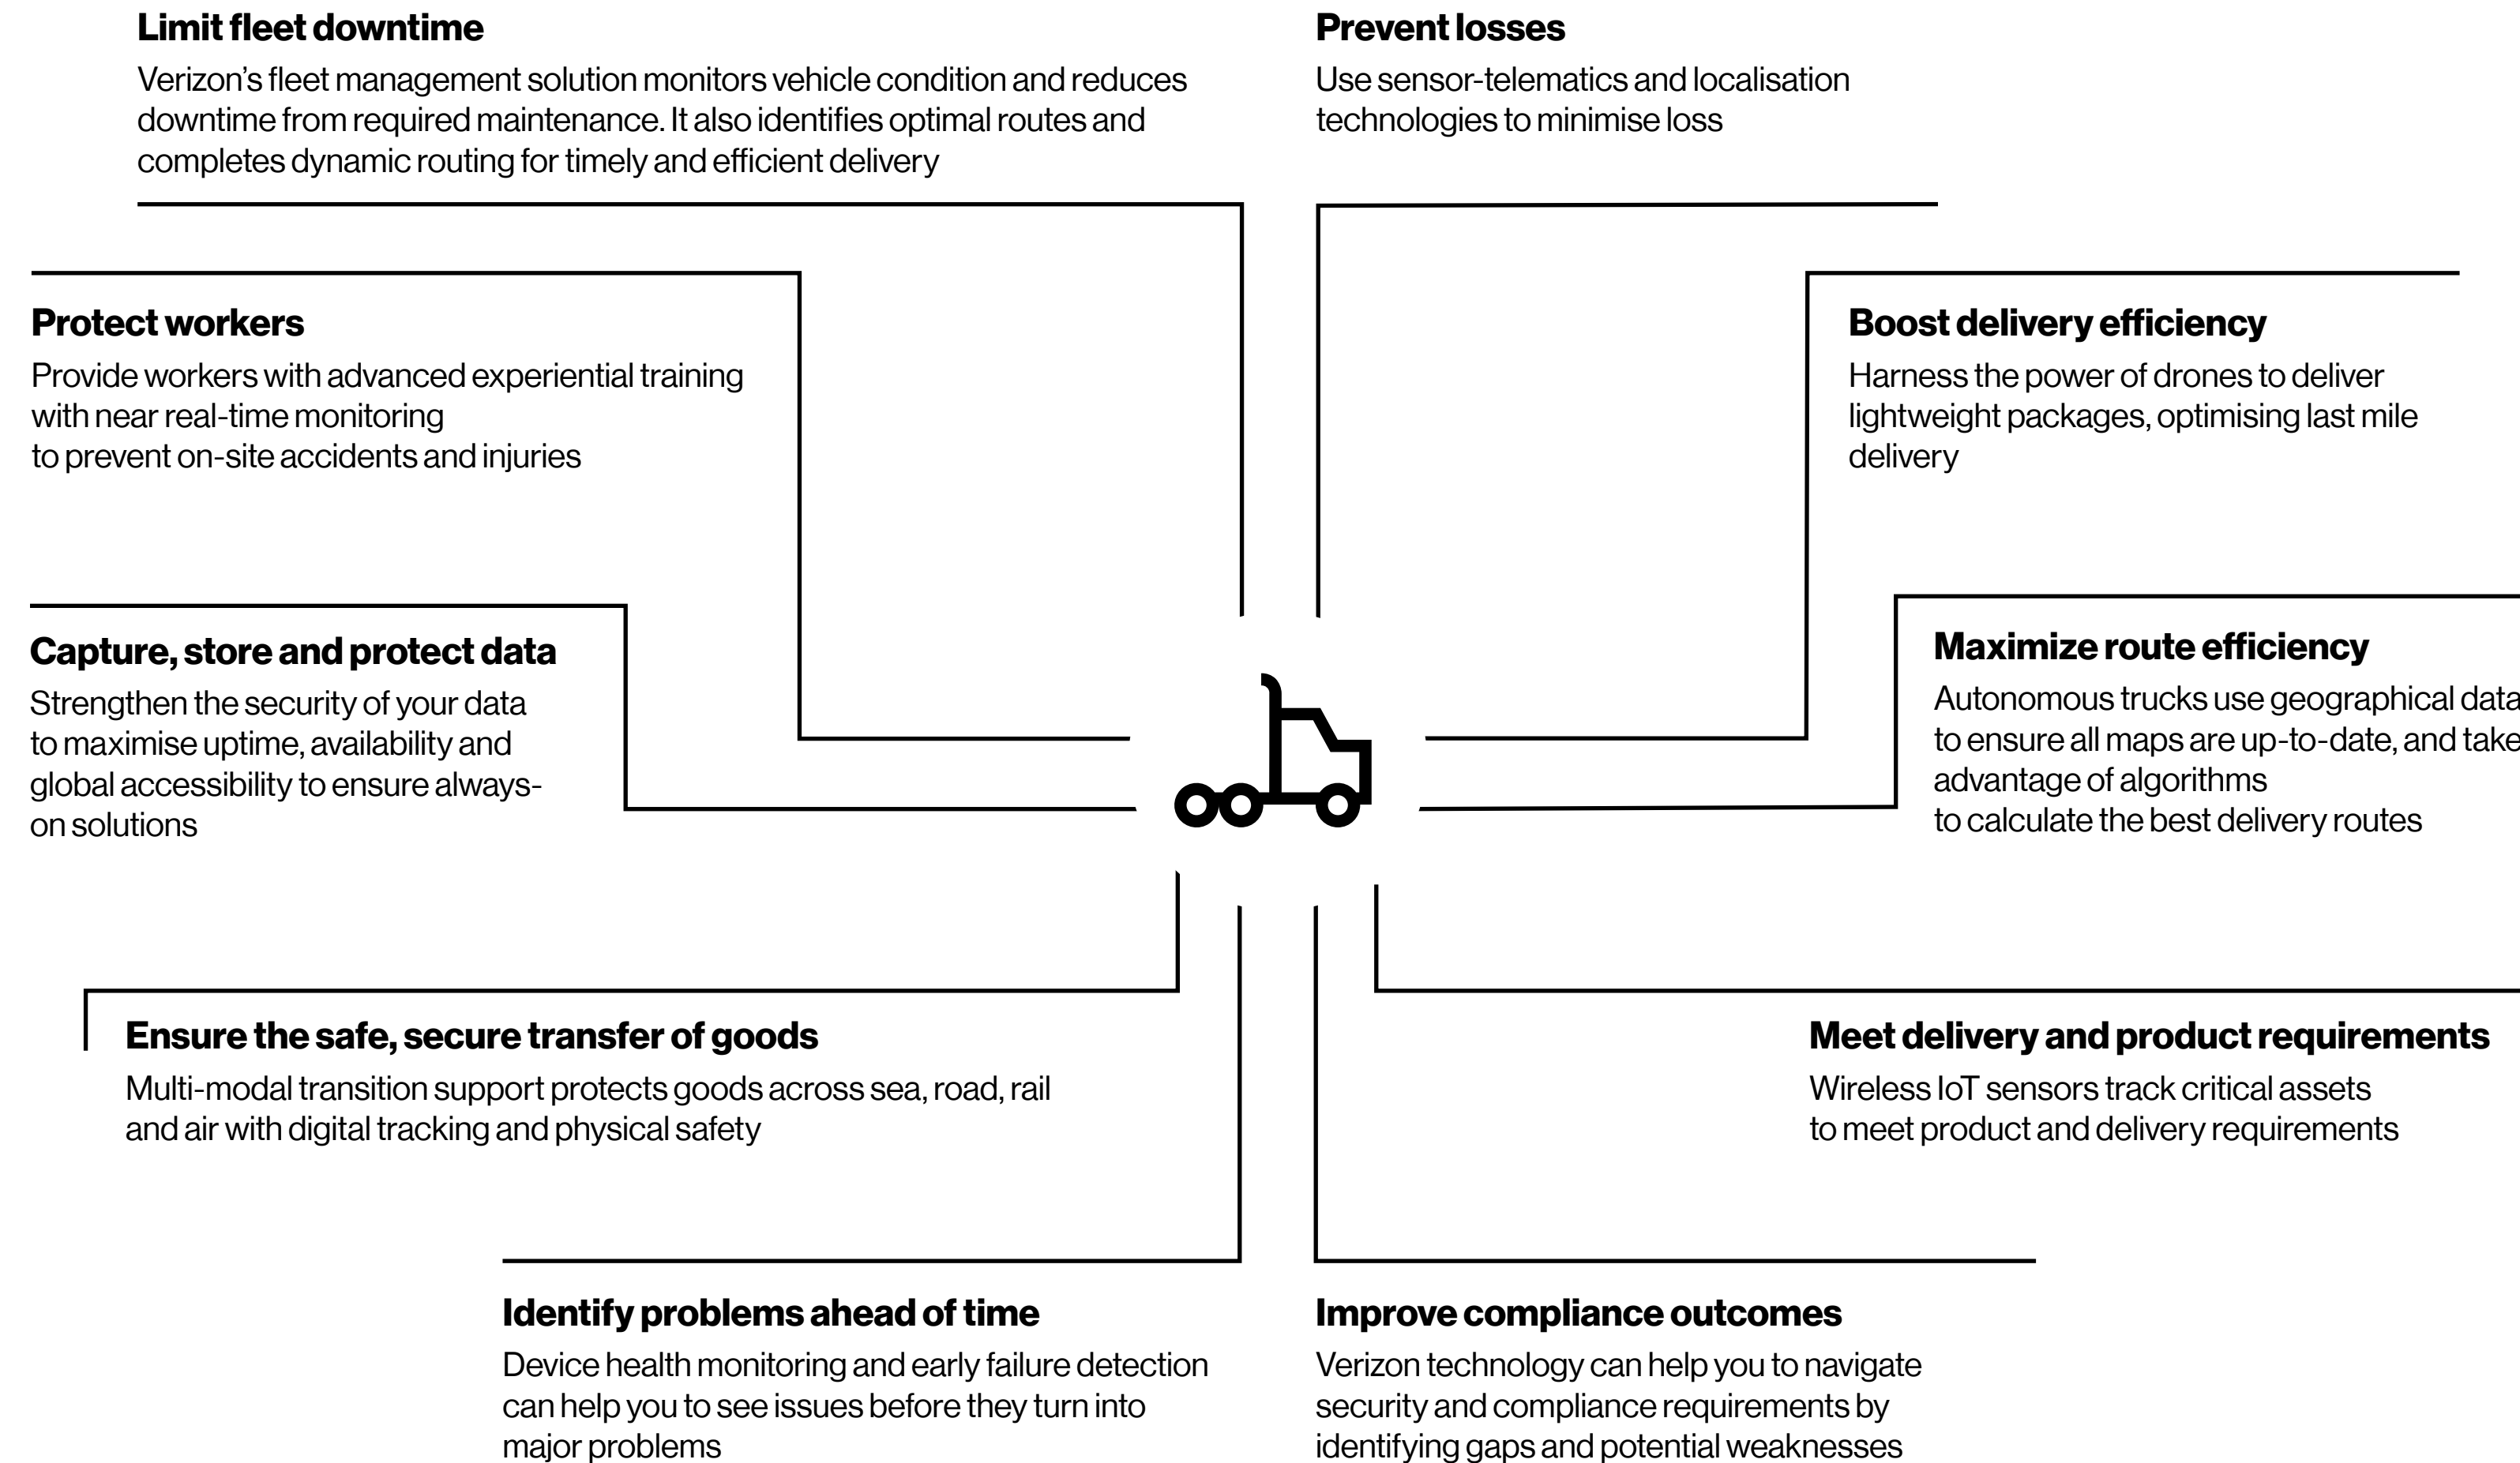 Limit fleet downtime
Verizon’s fleet management solution monitors vehicle condition and reduces
downtime from required maintenance. It also identifies optimal routes and
completes dynamic routing for timely and efficient delivery
Prevent losses
Use sensor-telematics and localisation
technologies to minimise loss
Protect workers
Provide workers with advanced experiential training
with near real-time monitoring
to prevent on-site accidents and injuries
Boost delivery efficiency
Harness the power of drones to deliver
lightweight packages, optimising last mile
delivery
Capture, store and protect data
Strengthen the security of your data
to maximise uptime, availability and
global accessibility to ensure always-
on solutions
Maximize route efficiency
Autonomous trucks use geographical data
to ensure all maps are up-to-date, and take
advantage of algorithms
to calculate the best delivery routes
Ensure the safe, secure transfer of goods
Multi-modal transition support protects goods across sea, road, rail
and air with digital tracking and physical safety
Meet delivery and product requirements
Wireless IoT sensors track critical assets
to meet product and delivery requirements
Identify problems ahead of time
Device health monitoring and early failure detection
can help you to see issues before they turn into
major problems
Improve compliance outcomes
Verizon technology can help you to navigate
security and compliance requirements by
identifying gaps and potential weaknesses